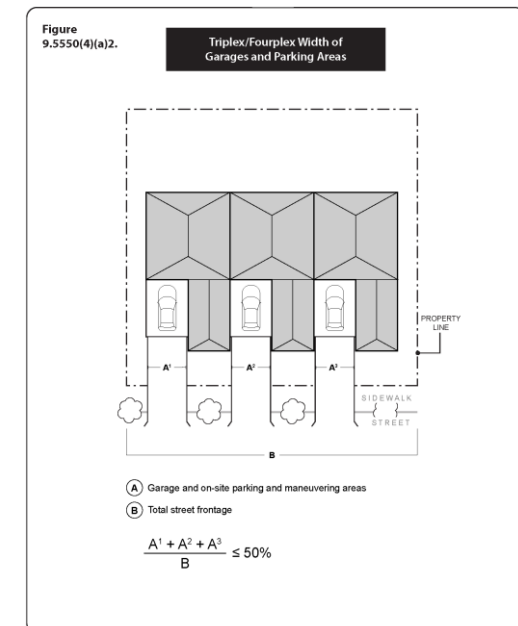 Figure
9.5550(4)(a)2.
Triplex/Fourplex Width of
Garages and Parking Areas
PROPERTY
LINE
A¹
A²
A³
SIDEWALK
STREET
B
A Garage and on-site parking and maneuvering areas
B Total street frontage
A¹ + A² + A³
B
≤ 50%